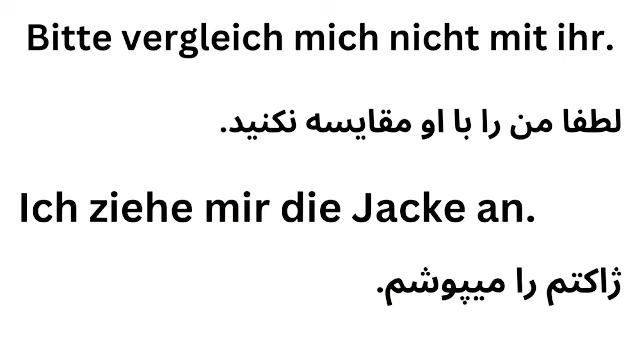 Bitte vergleich mich nicht mit ihr.
لطفا من را با او مقایسه نکنید.
Ich ziehe mir die Jacke an.
ژاکتم را میپوشم.